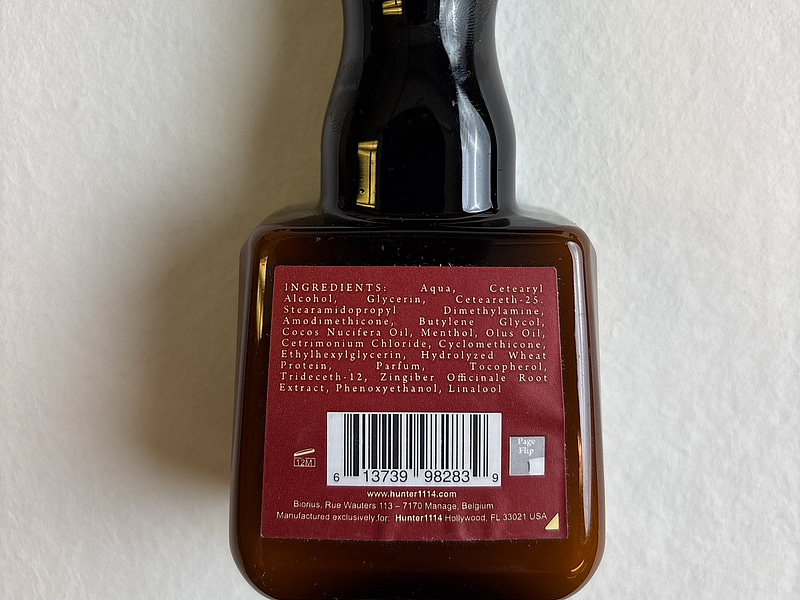 INGREDIENTS: Aqua, Cetearyl
Alcohol, Glycerin, Ceteareth-25.
Stearamidopropyl Dimethylamine,
Amodimethicone, Butylene Glycol,
Cocos Nucifera Oil, Menthol, Olus Oil,
Cetrimonium Chloride, Cyclomethicone,
Ethylhexylglycerin, Hydrolyzed Wheat
Protein, Parfum, Tocopherol,
Trideceth-12, Zingiber Officinale Root
Extract, Phenoxyethanol, Linalool
12M
6 13739 98283 9
Page
Flip
www.hunter1114.com
Biorius, Rue Wauters 113 – 7170 Manage, Belgium
Manufactured exclusively for: Hunter1114 Hollywood, FL 33021 USA